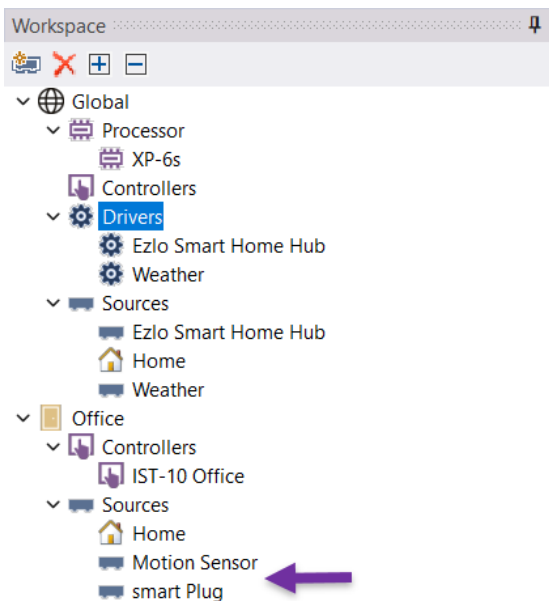 Workspace
Global
Processor
XP-6s
Controllers
Drivers
Ezlo Smart Home Hub
Weather
Sources
Ezlo Smart Home Hub
Home
Weather
Office
Controllers
IST-10 Office
Sources
Home
Motion Sensor
smart Plug